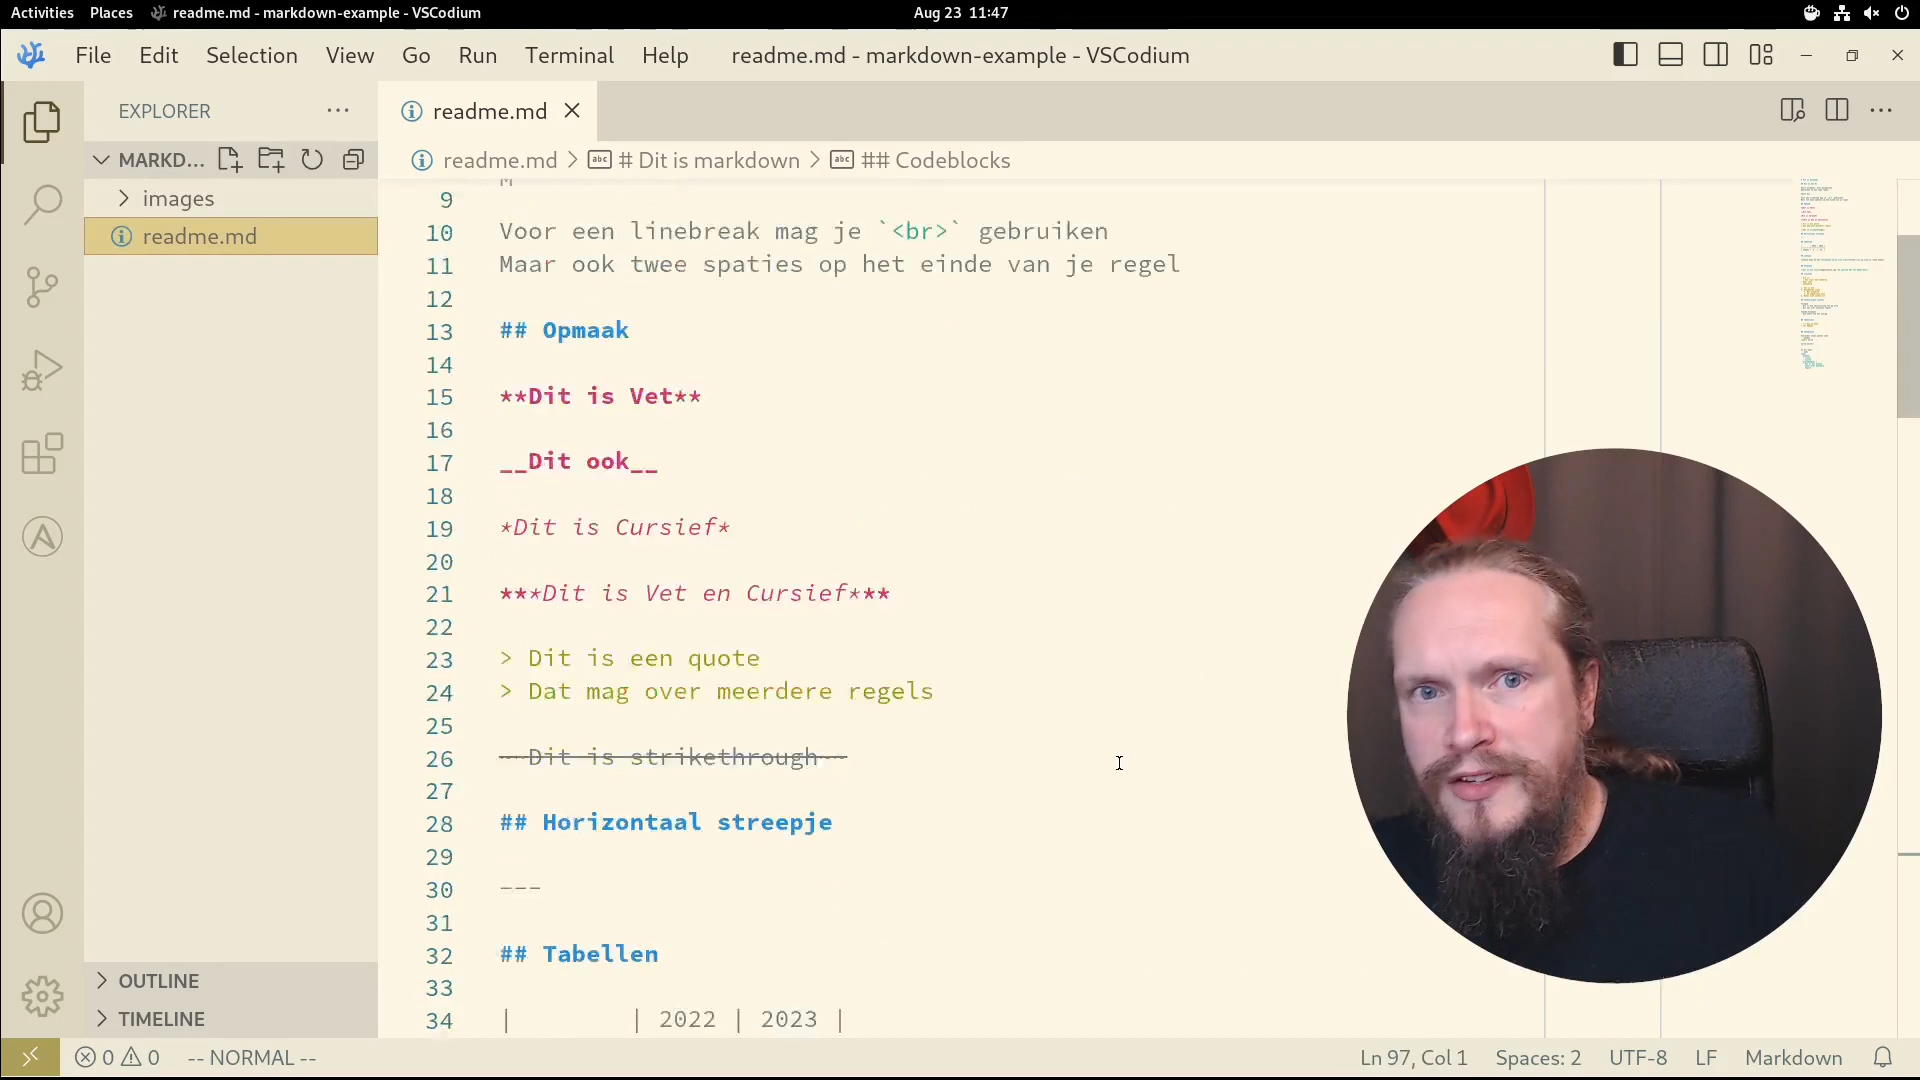 Activities Places readme.md - markdown-example - VSCodium Aug 23 11:47
File Edit Selection View Go Run Terminal Help readme.md - markdown-example - VSCodium
EXPLORER
readme.md
MARKD...
readme.md > # Dit is markdown > ## Codeblocks
images
readme.md
9
10 Voor een linebreak mag je `<br>` gebruiken
11 Maar ook twee spaties op het einde van je regel
12
13 ## Opmaak
14
15 **Dit is Vet**
16
17 __Dit ook__
18
19 *Dit is Cursief*
20
21 ***Dit is Vet en Cursief***
22
23 > Dit is een quote
24 > Dat mag over meerdere regels
25
26 ~~Dit is strikethrough~~
27
28 ## Horizontaal streepje
29
30 ---
31
32 ## Tabellen
33
34 | | 2022 | 2023 |
OUTLINE
TIMELINE
0 0 -- NORMAL -- Ln 97, Col 1 Spaces: 2 UTF-8 LF Markdown